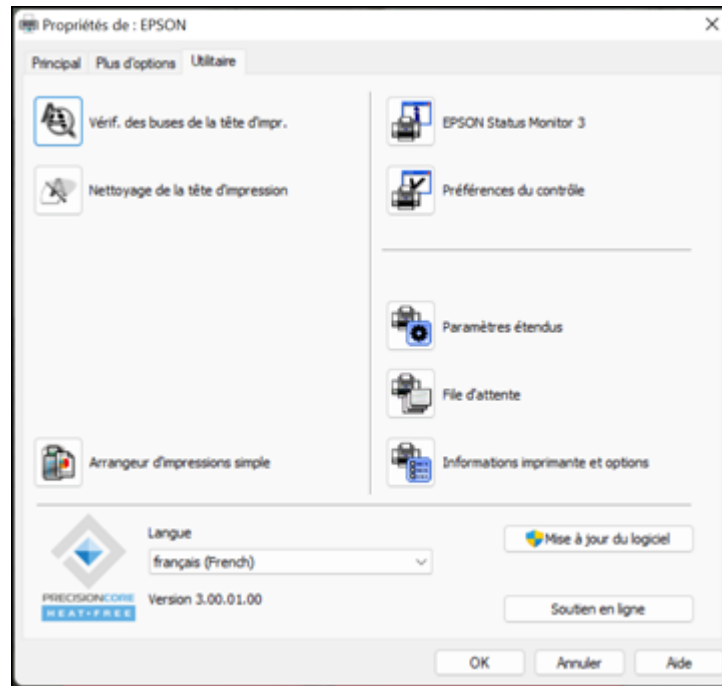 Propriétés de : EPSON
Principal Plus d'options Utilitaire
Vérif. des buses de la tête d'impr.
Nettoyage de la tête d'impression
Arrangeur d'impressions simple
EPSON Status Monitor 3
Préférences du contrôle
Paramètres étendus
File d'attente
Informations imprimante et options
PRECISIONCORE
HEAT-FREE
Langue
français (French)
Version 3.00.01.00
Mise à jour du logiciel
Soutien en ligne
OK Annuler Aide